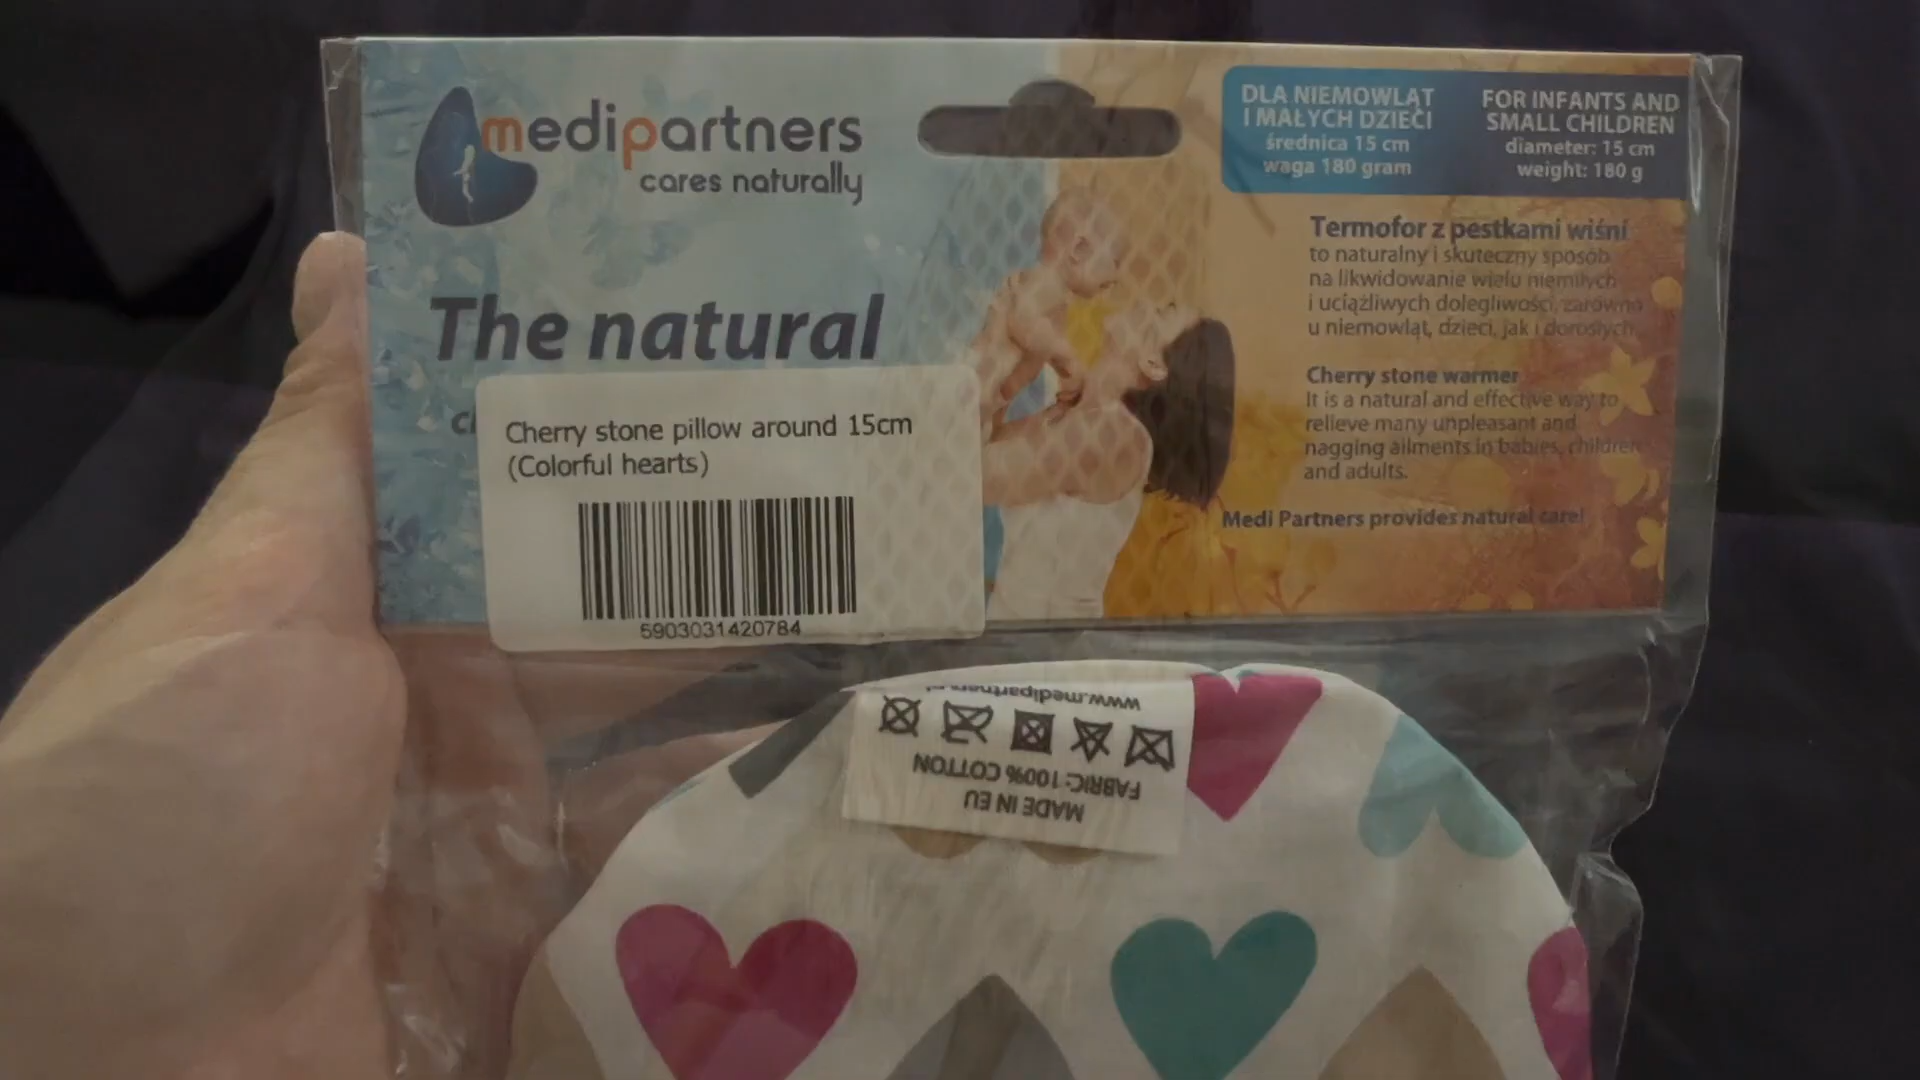 medipartners
cares naturally
The natural
Cherry stone pillow around 15cm
(Colorful hearts)
5903031420784
DLA NIEMOWLĄT
I MAŁYCH DZIECI
średnica 15 cm
waga 180 gram
FOR INFANTS AND
SMALL CHILDREN
diameter: 15 cm
weight: 180 g
Termofor z pestkami wiśni
to naturalny i skuteczny sposób
na likwidowanie wielu niemiłych
i uciążliwych dolegliwości, zarówno
u niemowląt, dzieci, jak i dorosłych.
Cherry stone warmer
It is a natural and effective way to
relieve many unpleasant and
nagging ailments in babies, children
and adults.
Medi Partners provides natural care!
MADE IN EU
FABRIC: 100% COTTON
www.medipartners.pl